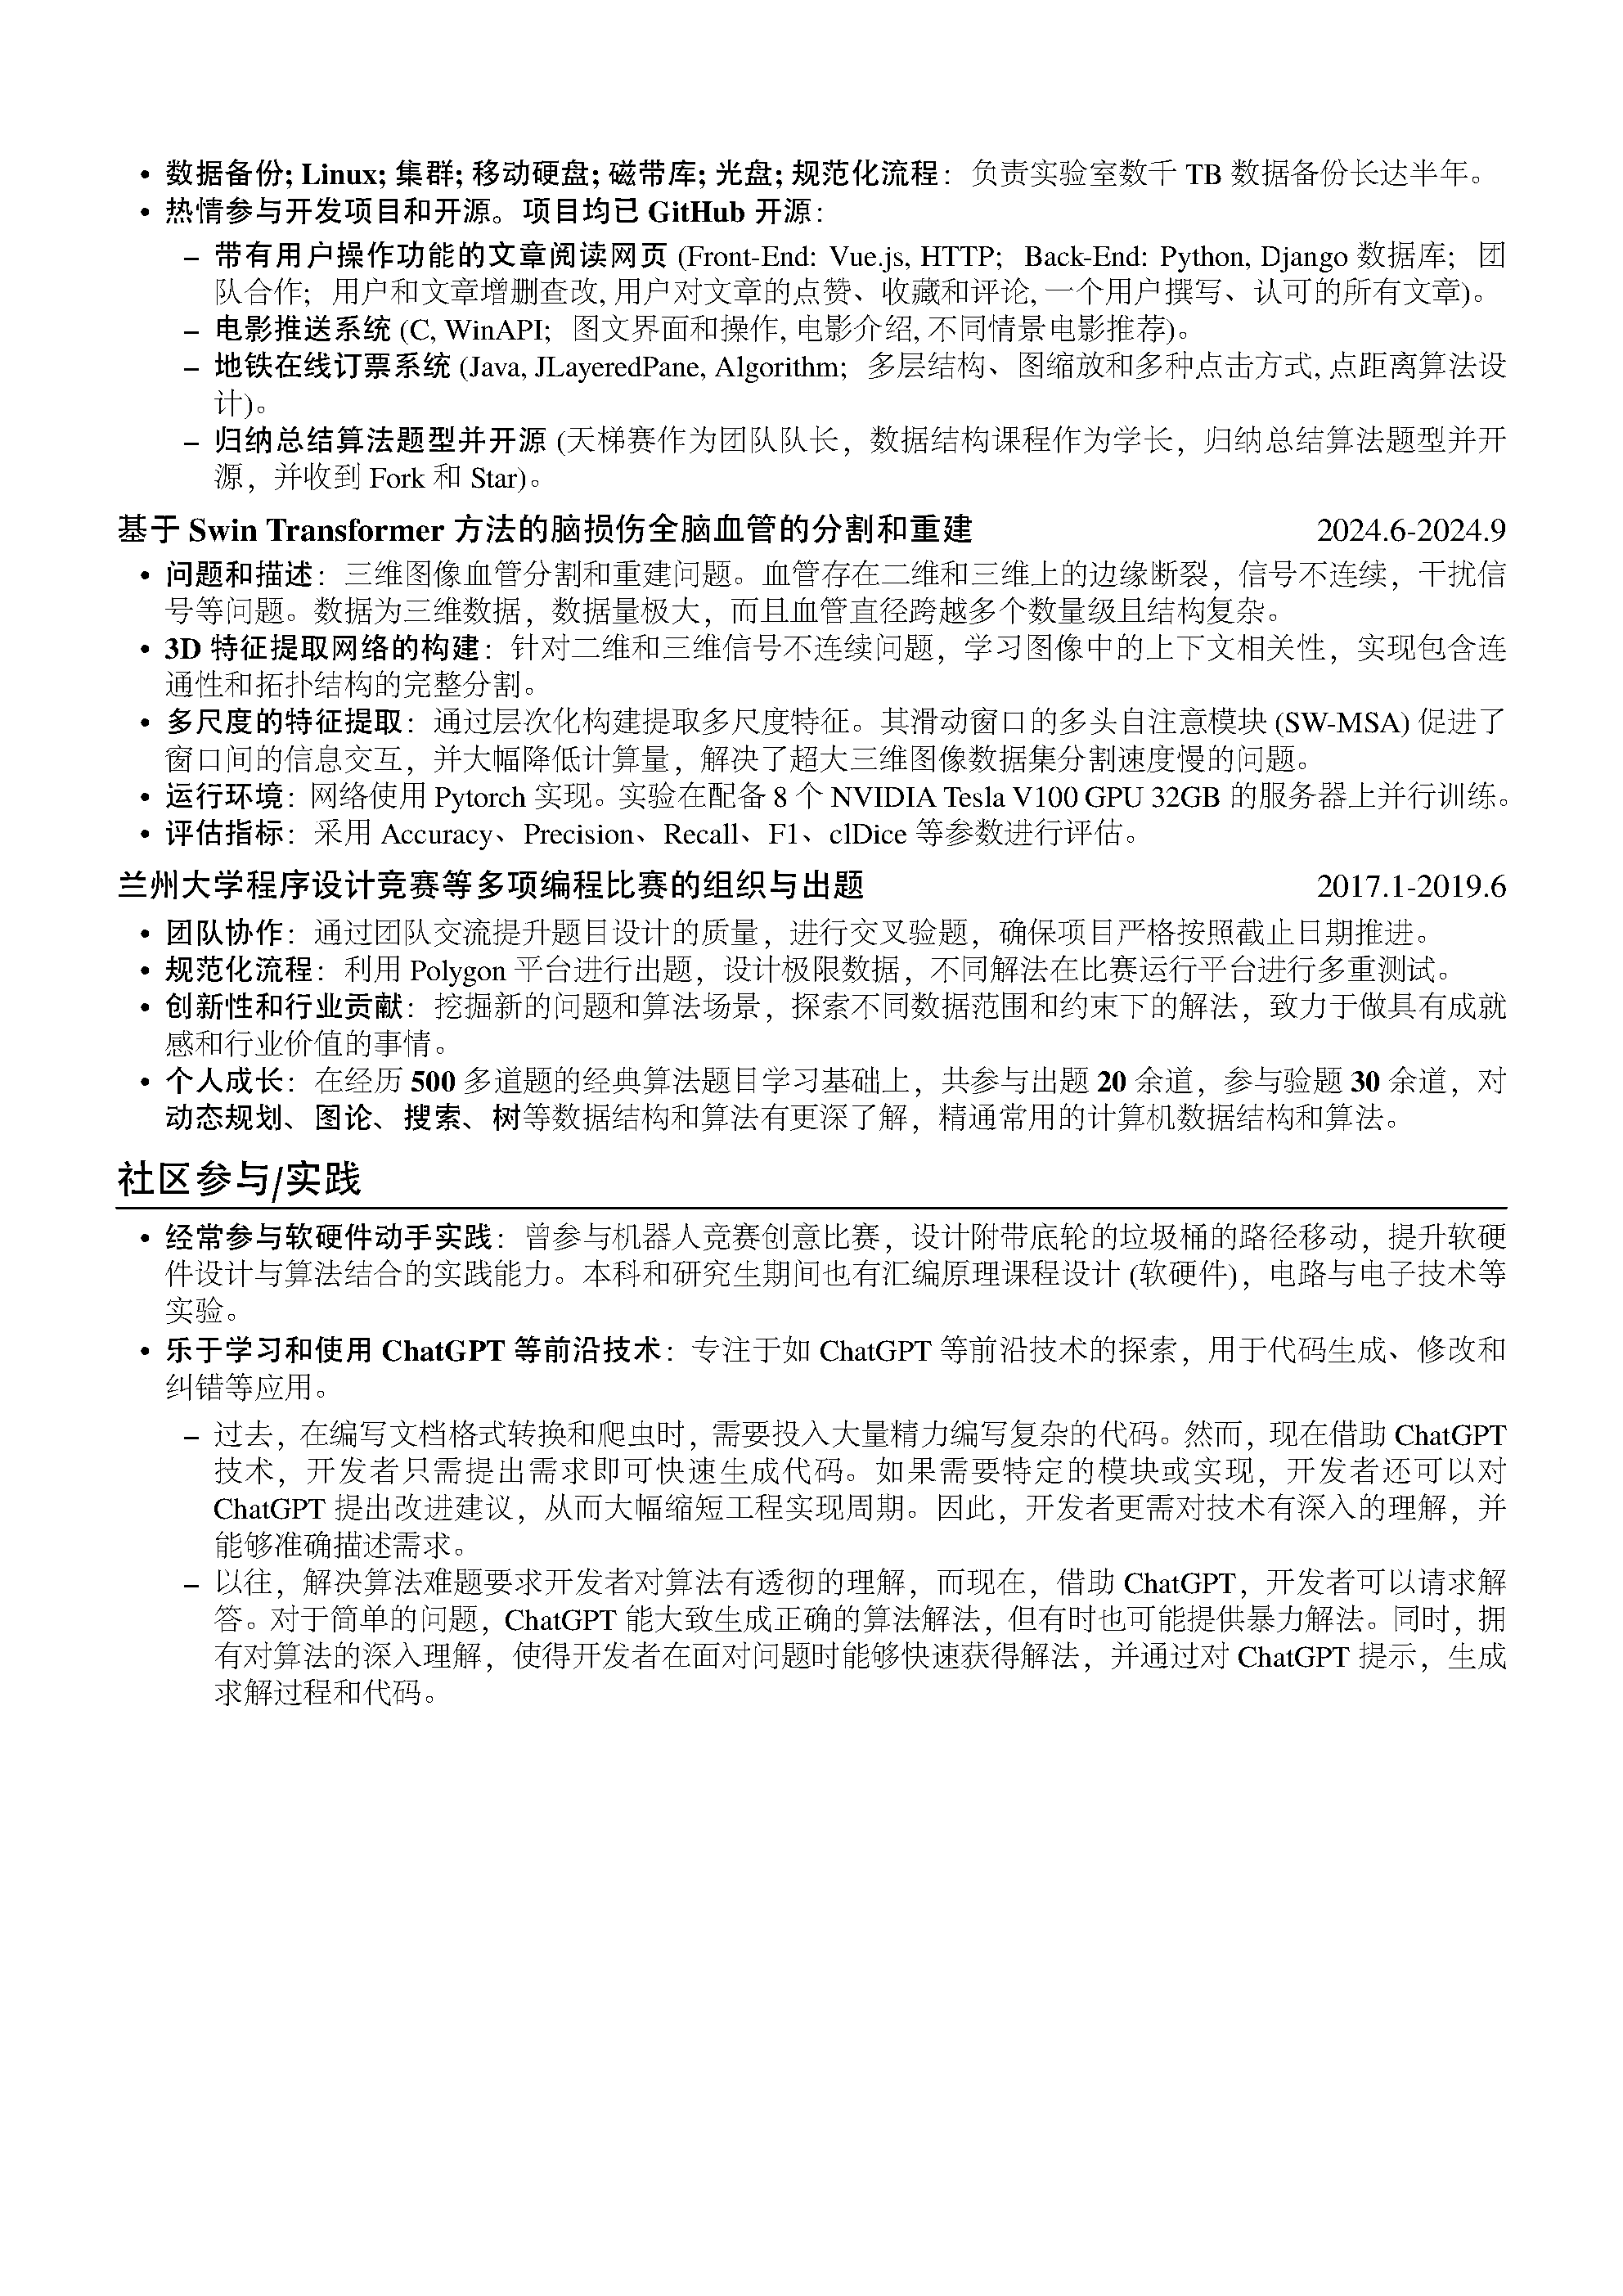 • 数据备份; Linux; 集群; 移动硬盘; 磁带库; 光盘; 规范化流程：负责实验室数千 TB 数据备份长达半年。
• 热情参与开发项目和开源。项目均已 GitHub 开源：
– 带有用户操作功能的文章阅读网页 (Front-End: Vue.js, HTTP； Back-End: Python, Django 数据库；团
队合作；用户和文章增删查改, 用户对文章的点赞、收藏和评论, 一个用户撰写、认可的所有文章)。
– 电影推送系统 (C, WinAPI；图文界面和操作, 电影介绍, 不同情景电影推荐)。
– 地铁在线订票系统 (Java, JLayeredPane, Algorithm；多层结构、图缩放和多种点击方式, 点距离算法设
计)。
– 归纳总结算法题型并开源 (天梯赛作为团队队长，数据结构课程作为学长，归纳总结算法题型并开
源，并收到 Fork 和 Star)。
基于 Swin Transformer 方法的脑损伤全脑血管的分割和重建 2024.6-2024.9
• 问题和描述：三维图像血管分割和重建问题。血管存在二维和三维上的边缘断裂，信号不连续，干扰信
号等问题。数据为三维数据，数据量极大，而且血管直径跨越多个数量级且结构复杂。
• 3D 特征提取网络的构建：针对二维和三维信号不连续问题，学习图像中的上下文相关性，实现包含连
通性和拓扑结构的完整分割。
• 多尺度的特征提取：通过层次化构建提取多尺度特征。其滑动窗口的多头自注意模块 (SW-MSA) 促进了
窗口间的信息交互，并大幅降低计算量，解决了超大三维图像数据集分割速度慢的问题。
• 运行环境：网络使用 Pytorch 实现。实验在配备 8 个 NVIDIA Tesla V100 GPU 32GB 的服务器上并行训练。
• 评估指标：采用 Accuracy、Precision、Recall、F1、clDice 等参数进行评估。
兰州大学程序设计竞赛等多项编程比赛的组织与出题 2017.1-2019.6
• 团队协作：通过团队交流提升题目设计的质量，进行交叉验题，确保项目严格按照截止日期推进。
• 规范化流程：利用 Polygon 平台进行出题，设计极限数据，不同解法在比赛运行平台进行多重测试。
• 创新性和行业贡献：挖掘新的问题和算法场景，探索不同数据范围和约束下的解法，致力于做具有成就
感和行业价值的事情。
• 个人成长：在经历 500 多道题的经典算法题目学习基础上，共参与出题 20 余道，参与验题 30 余道，对
动态规划、图论、搜索、树等数据结构和算法有更深了解，精通常用的计算机数据结构和算法。
社区参与/实践
• 经常参与软硬件动手实践：曾参与机器人竞赛创意比赛，设计附带底轮的垃圾桶的路径移动，提升软硬
件设计与算法结合的实践能力。本科和研究生期间也有汇编原理课程设计 (软硬件)，电路与电子技术等
实验。
• 乐于学习和使用 ChatGPT 等前沿技术：专注于如 ChatGPT 等前沿技术的探索，用于代码生成、修改和
纠错等应用。
– 过去，在编写文档格式转换和爬虫时，需要投入大量精力编写复杂的代码。然而，现在借助 ChatGPT
技术，开发者只需提出需求即可快速生成代码。如果需要特定的模块或实现，开发者还可以对
ChatGPT 提出改进建议，从而大幅缩短工程实现周期。因此，开发者更需对技术有深入的理解，并
能够准确描述需求。
– 以往，解决算法难题要求开发者对算法有透彻的理解，而现在，借助 ChatGPT，开发者可以请求解
答。对于简单的问题，ChatGPT 能大致生成正确的算法解法，但有时也可能提供暴力解法。同时，拥
有对算法的深入理解，使得开发者在面对问题时能够快速获得解法，并通过对 ChatGPT 提示，生成
求解过程和代码。